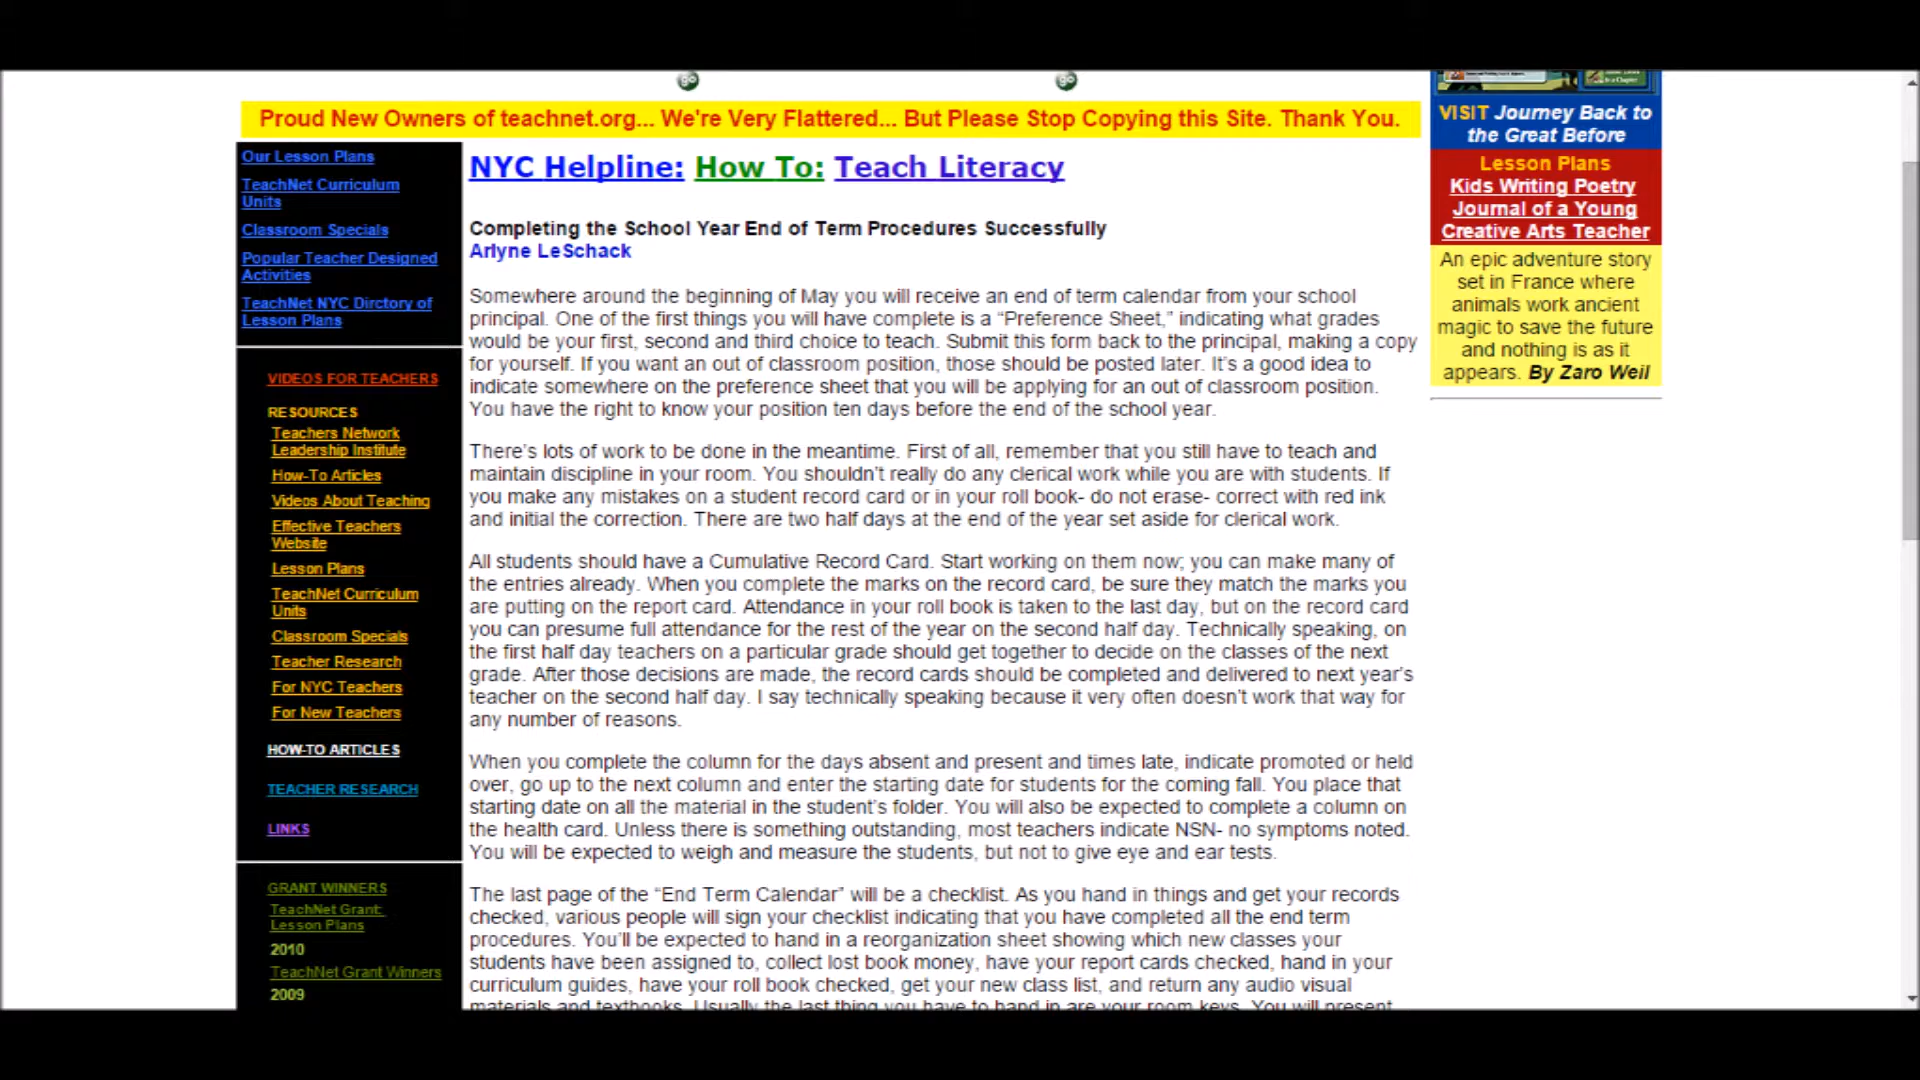 go
go
Proud New Owners of teachnet.org... We're Very Flattered... But Please Stop Copying this Site. Thank You.
Our Lesson Plans
TeachNet Curriculum
Units
Classroom Specials
Popular Teacher Designed
Activities
TeachNet NYC Dirctory of
Lesson Plans
VIDEOS FOR TEACHERS
RESOURCES
Teachers Network
Leadership Institute
How-To Articles
Videos About Teaching
Effective Teachers
Website
Lesson Plans
TeachNet Curriculum
Units
Classroom Specials
Teacher Research
For NYC Teachers
For New Teachers
HOW-TO ARTICLES
TEACHER RESEARCH
LINKS
GRANT WINNERS
TeachNet Grant:
Lesson Plans
2010
TeachNet Grant Winners
2009
NYC Helpline: How To: Teach Literacy
Completing the School Year End of Term Procedures Successfully
Arlyne LeSchack
Somewhere around the beginning of May you will receive an end of term calendar from your school
principal. One of the first things you will have complete is a “Preference Sheet,” indicating what grades
would be your first, second and third choice to teach. Submit this form back to the principal, making a copy
for yourself. If you want an out of classroom position, those should be posted later. It’s a good idea to
indicate somewhere on the preference sheet that you will be applying for an out of classroom position.
You have the right to know your position ten days before the end of the school year.
There’s lots of work to be done in the meantime. First of all, remember that you still have to teach and
maintain discipline in your room. You shouldn’t really do any clerical work while you are with students. If
you make any mistakes on a student record card or in your roll book- do not erase- correct with red ink
and initial the correction. There are two half days at the end of the year set aside for clerical work.
All students should have a Cumulative Record Card. Start working on them now; you can make many of
the entries already. When you complete the marks on the record card, be sure they match the marks you
are putting on the report card. Attendance in your roll book is taken to the last day, but on the record card
you can presume full attendance for the rest of the year on the second half day. Technically speaking, on
the first half day teachers on a particular grade should get together to decide on the classes of the next
grade. After those decisions are made, the record cards should be completed and delivered to next year’s
teacher on the second half day. I say technically speaking because it very often doesn’t work that way for
any number of reasons.
When you complete the column for the days absent and present and times late, indicate promoted or held
over, go up to the next column and enter the starting date for students for the coming fall. You place that
starting date on all the material in the student’s folder. You will also be expected to complete a column on
the health card. Unless there is something outstanding, most teachers indicate NSN- no symptoms noted.
You will be expected to weigh and measure the students, but not to give eye and ear tests.
The last page of the “End Term Calendar” will be a checklist. As you hand in things and get your records
checked, various people will sign your checklist indicating that you have completed all the end term
procedures. You’ll be expected to hand in a reorganization sheet showing which new classes your
students have been assigned to, collect lost book money, have your report cards checked, hand in your
curriculum guides, have your roll book checked, get your new class list, and return any audio visual
materials and textbooks. Usually the last thing you have to hand in are your room keys. You will present
VISIT Journey Back to
the Great Before
Lesson Plans
Kids Writing Poetry
Journal of a Young
Creative Arts Teacher
An epic adventure story
set in France where
animals work ancient
magic to save the future
and nothing is as it
appears. By Zaro Weil